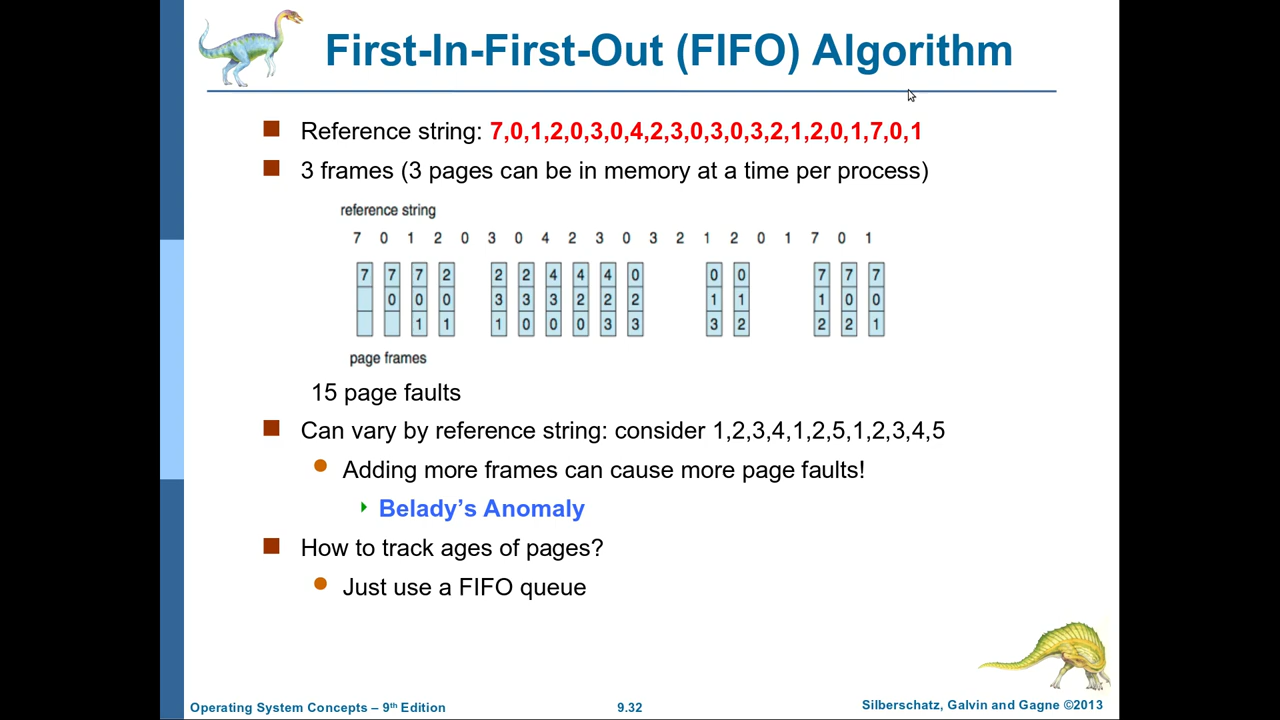 First-In-First-Out (FIFO) Algorithm
Reference string: 7,0,1,2,0,3,0,4,2,3,0,3,0,3,2,1,2,0,1,7,0,1
3 frames (3 pages can be in memory at a time per process)
reference string
7 0 1 2 0 3 0 4 2 3 0 3 2 1 2 0 1 7 0 1
7 7 7 2 2 2 4 4 4 0 0 0 7 7 7
0 0 0 3 3 3 2 2 2 1 1 1 0 0
1 1 1 0 0 0 3 3 3 2 2 2 1
page frames
15 page faults
Can vary by reference string: consider 1,2,3,4,1,2,5,1,2,3,4,5
Adding more frames can cause more page faults!
Belady’s Anomaly
How to track ages of pages?
Just use a FIFO queue
Operating System Concepts – 9th Edition
9.32
Silberschatz, Galvin and Gagne ©2013